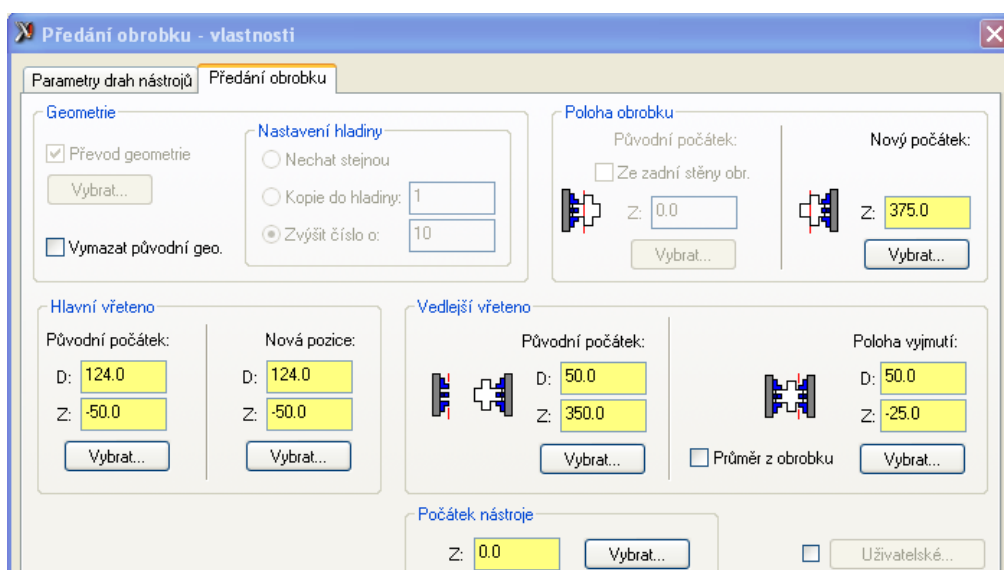 Předání obrobku - vlastnosti
Parametry drah nástrojů
Předání obrobku
Geometrie
Převod geometrie
Vybrat...
Vymazat původní geo.
Nastavení hladiny
Nechat stejnou
Kopie do hladiny: 1
Zvýšit číslo o: 10
Poloha obrobku
Původní počátek:
Ze zadní stěny obr.
Z: 0.0
Vybrat...
Nový počátek:
Z: 375.0
Vybrat...
Hlavní vřeteno
Původní počátek:
D: 124.0
Z: -50.0
Vybrat...
Nová pozice:
D: 124.0
Z: -50.0
Vybrat...
Vedlejší vřeteno
Původní počátek:
D: 50.0
Z: 350.0
Vybrat...
Poloha vyjmutí:
D: 50.0
Z: -25.0
Průměr z obrobku
Vybrat...
Počátek nástroje
Z: 0.0
Vybrat...
Uživatelské...